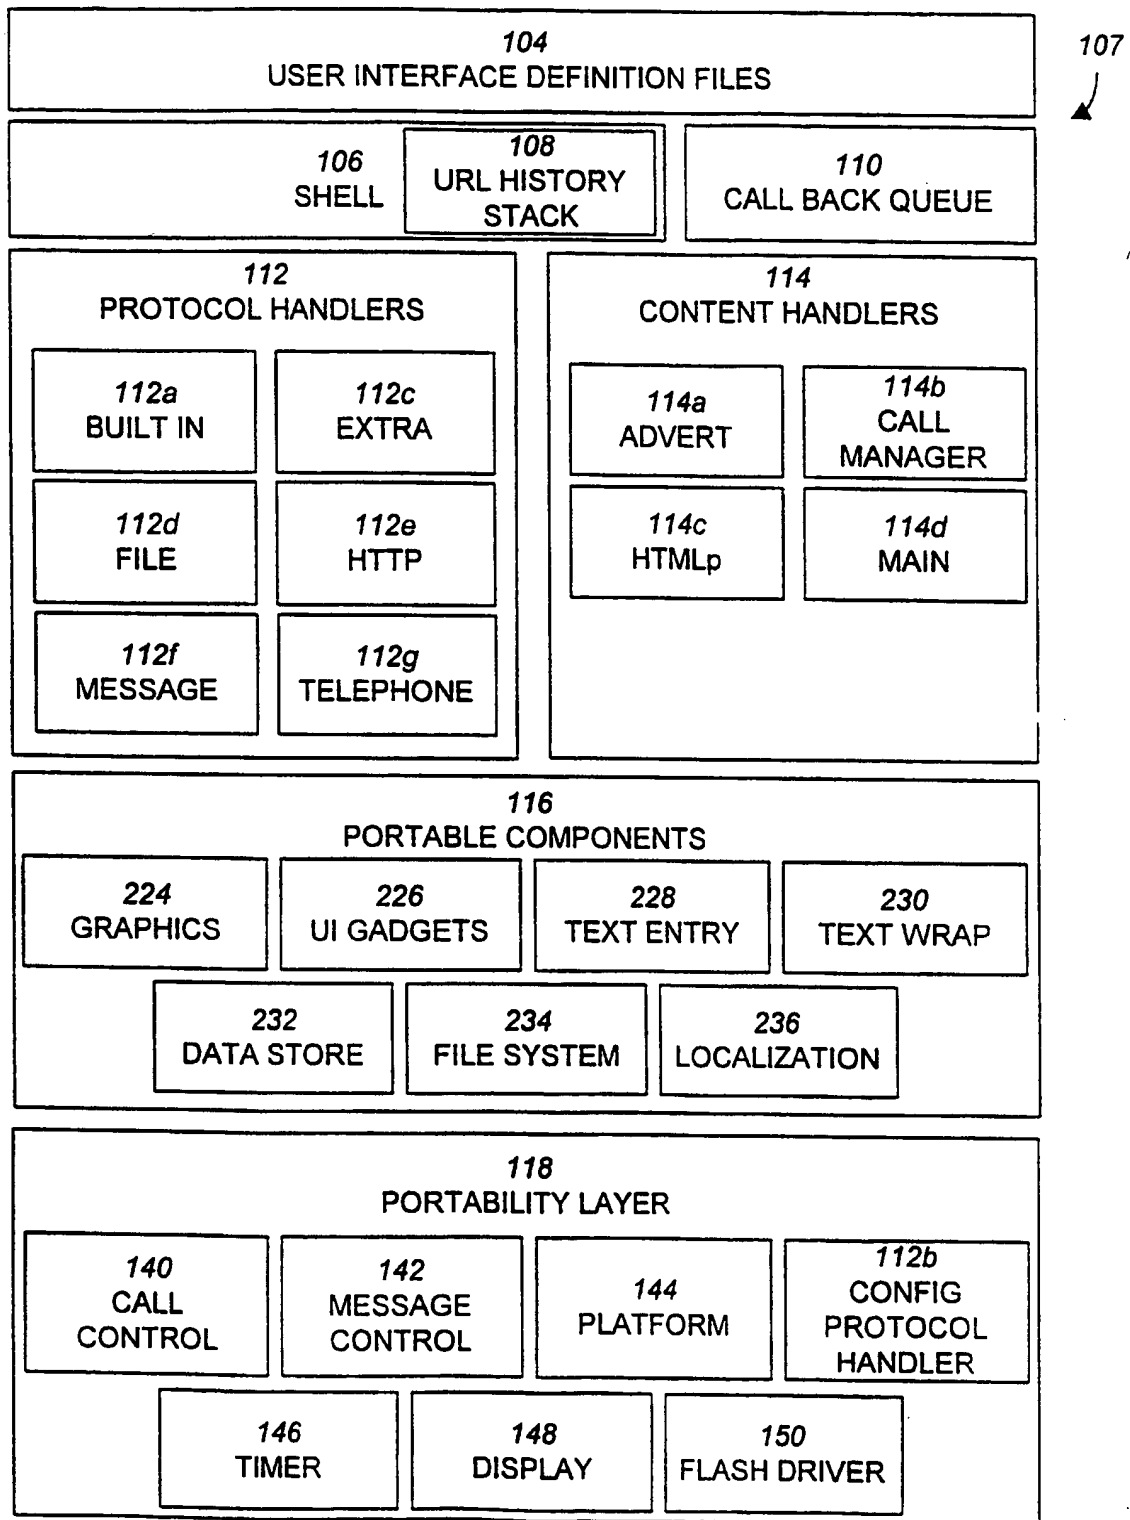 104
USER INTERFACE DEFINITION FILES
107
106
SHELL
108
URL HISTORY
STACK
110
CALL BACK QUEUE
112
PROTOCOL HANDLERS
112a
BUILT IN
112c
EXTRA
112d
FILE
112e
HTTP
112f
MESSAGE
112g
TELEPHONE
114
CONTENT HANDLERS
114a
ADVERT
114b
CALL
MANAGER
114c
HTMLp
114d
MAIN
116
PORTABLE COMPONENTS
224
GRAPHICS
226
UI GADGETS
228
TEXT ENTRY
230
TEXT WRAP
232
DATA STORE
234
FILE SYSTEM
236
LOCALIZATION
118
PORTABILITY LAYER
140
CALL
CONTROL
142
MESSAGE
CONTROL
144
PLATFORM
112b
CONFIG
PROTOCOL
HANDLER
146
TIMER
148
DISPLAY
150
FLASH DRIVER